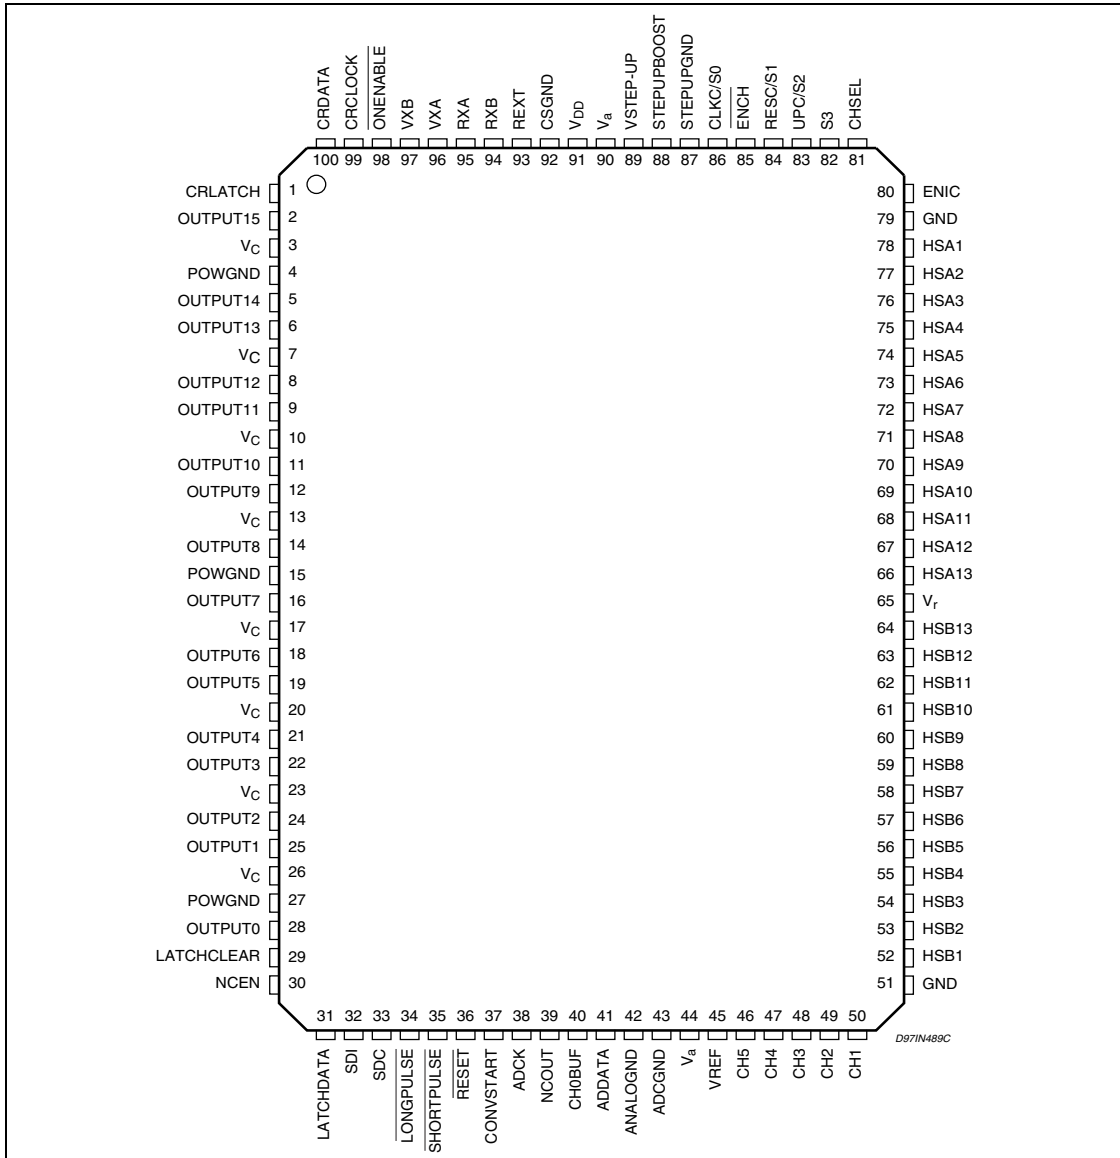 CRDATA
CRCLOCK
ONENABLE
VXB
VXA
RXA
RXB
REXT
CSGND
VDD
Va
VSTEP-UP
STEPUPBOOST
STEPUPGND
CLKC/S0
ENCH
RESC/S1
UPC/S2
S3
CHSEL
100 99 98 97 96 95 94 93 92 91 90 89 88 87 86 85 84 83 82 81
CRLATCH 1 80 ENIC
OUTPUT15 2 79 GND
VC 3 78 HSA1
POWGND 4 77 HSA2
OUTPUT14 5 76 HSA3
OUTPUT13 6 75 HSA4
VC 7 74 HSA5
OUTPUT12 8 73 HSA6
OUTPUT11 9 72 HSA7
VC 10 71 HSA8
OUTPUT10 11 70 HSA9
OUTPUT9 12 69 HSA10
VC 13 68 HSA11
OUTPUT8 14 67 HSA12
POWGND 15 66 HSA13
OUTPUT7 16 65 Vr
VC 17 64 HSB13
OUTPUT6 18 63 HSB12
OUTPUT5 19 62 HSB11
VC 20 61 HSB10
OUTPUT4 21 60 HSB9
OUTPUT3 22 59 HSB8
VC 23 58 HSB7
OUTPUT2 24 57 HSB6
OUTPUT1 25 56 HSB5
VC 26 55 HSB4
POWGND 27 54 HSB3
OUTPUT0 28 53 HSB2
LATCHCLEAR 29 52 HSB1
NCEN 30 51 GND
31 32 33 34 35 36 37 38 39 40 41 42 43 44 45 46 47 48 49 50
D97IN489C
LATCHDATA
SDI
SDC
LONGPULSE
SHORTPULSE
RESET
CONVSTART
ADCK
NCOUT
CH0BUF
ADDATA
ANALOGND
ADCGND
Va
VREF
CH5
CH4
CH3
CH2
CH1